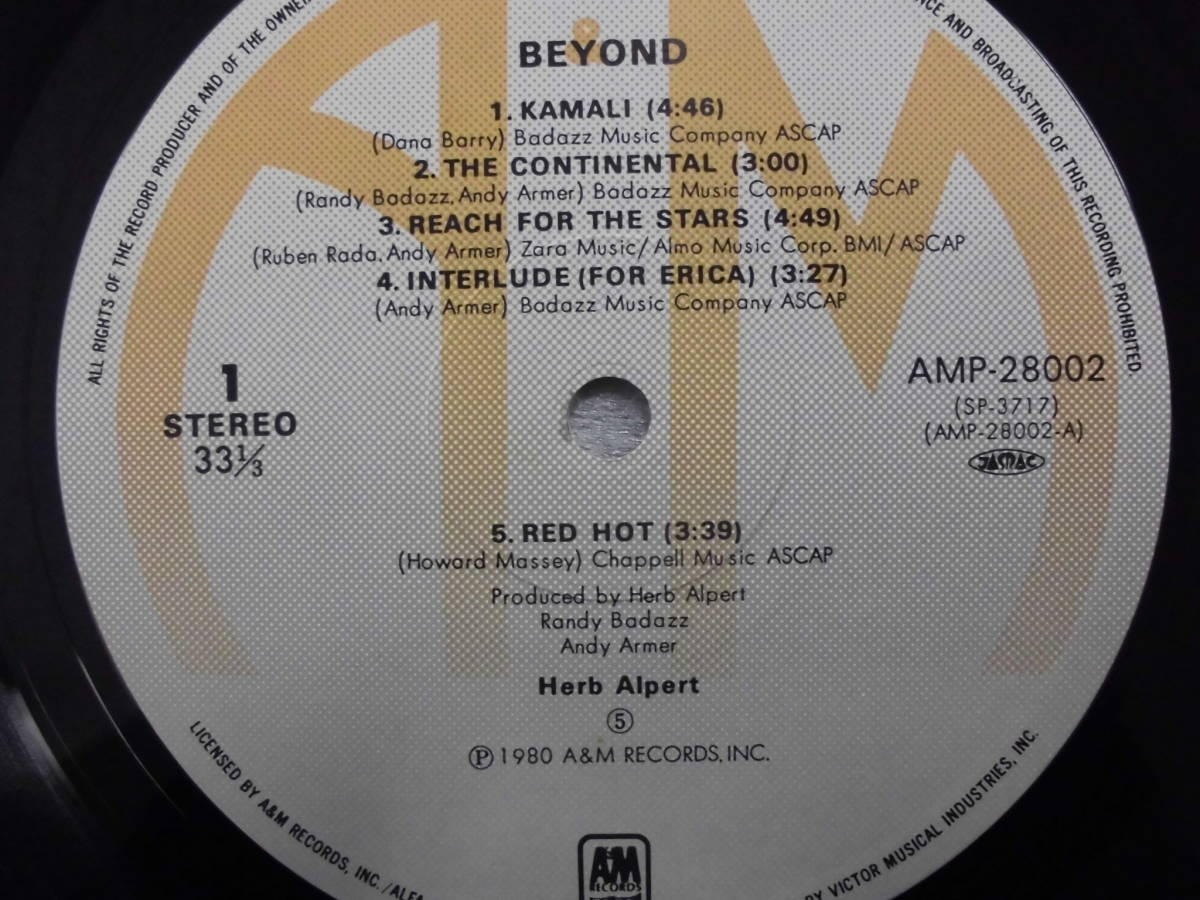 ALL RIGHTS OF THE RECORD PRODUCER AND OF THE OWNER
NCE AND BROADCASTING OF THIS RECORDING PROHIBITED
BEYOND
1. KAMALI (4:46)
(Dana Barry) Badazz Music Company ASCAP
2. THE CONTINENTAL (3:00)
(Randy Badazz, Andy Armer) Badazz Music Company ASCAP
3. REACH FOR THE STARS (4:49)
(Ruben Rada, Andy Armer) Zara Music/Almo Music Corp. BMI/ASCAP
4. INTERLUDE (FOR ERICA) (3:27)
(Andy Armer) Badazz Music Company ASCAP
1
STEREO
33 1/3
AMP-28002
(SP-3717)
(AMP-28002-A)
JASRAC
5. RED HOT (3:39)
(Howard Massey) Chappell Music ASCAP
Produced by Herb Alpert
Randy Badazz
Andy Armer
Herb Alpert
⑤
Ⓟ 1980 A&M RECORDS, INC.
LICENSED BY A&M RECORDS, INC./ALFA
BY VICTOR MUSICAL INDUSTRIES, INC.
A&M
RECORDS